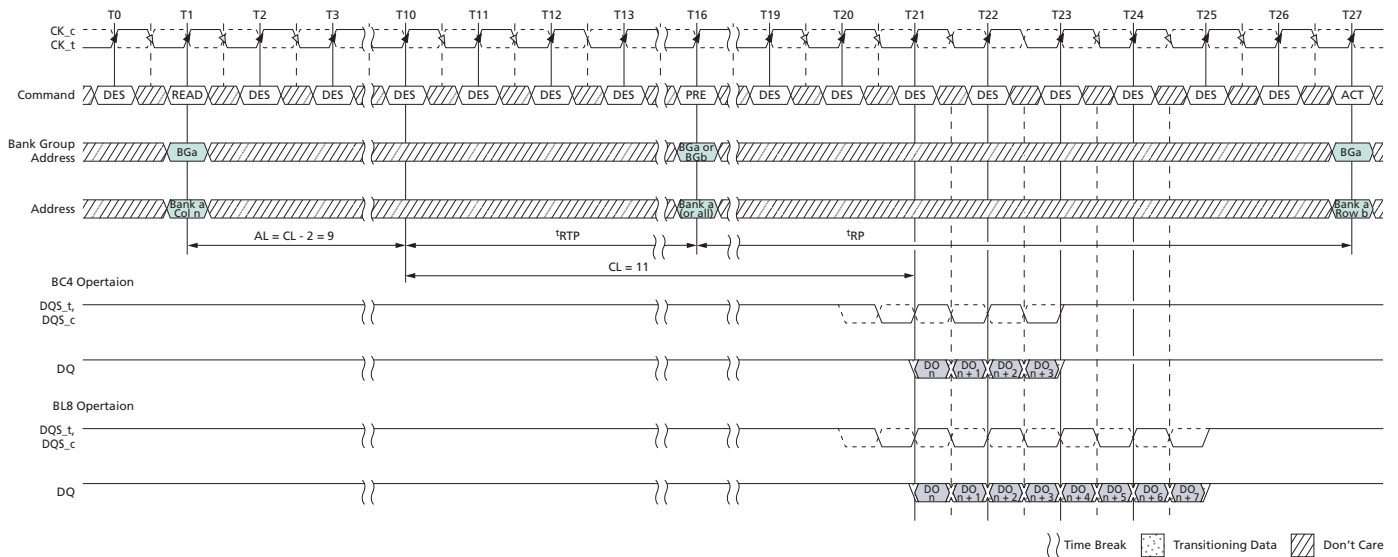 T0 T1 T2 T3 T10 T11 T12 T13 T16 T19 T20 T21 T22 T23 T24 T25 T26 T27
CK_c
CK_t
Command DES READ DES DES DES DES DES DES PRE DES DES DES DES DES DES DES DES ACT
Bank Group
Address
BGa
BGa or
BGb
BGa
Address
Bank a
Col n
Bank a
(or all)
Bank a
Row b
AL = CL - 2 = 9 tRTP tRP
CL = 11
BC4 Opertaion
DQS_t,
DQS_c
DQ
DO
n
DO
n + 1
DO
n + 2
DO
n + 3
BL8 Opertaion
DQS_t,
DQS_c
DQ
DO
n
DO
n + 1
DO
n + 2
DO
n + 3
DO
n + 4
DO
n + 5
DO
n + 6
DO
n + 7
Time Break Transitioning Data Don't Care